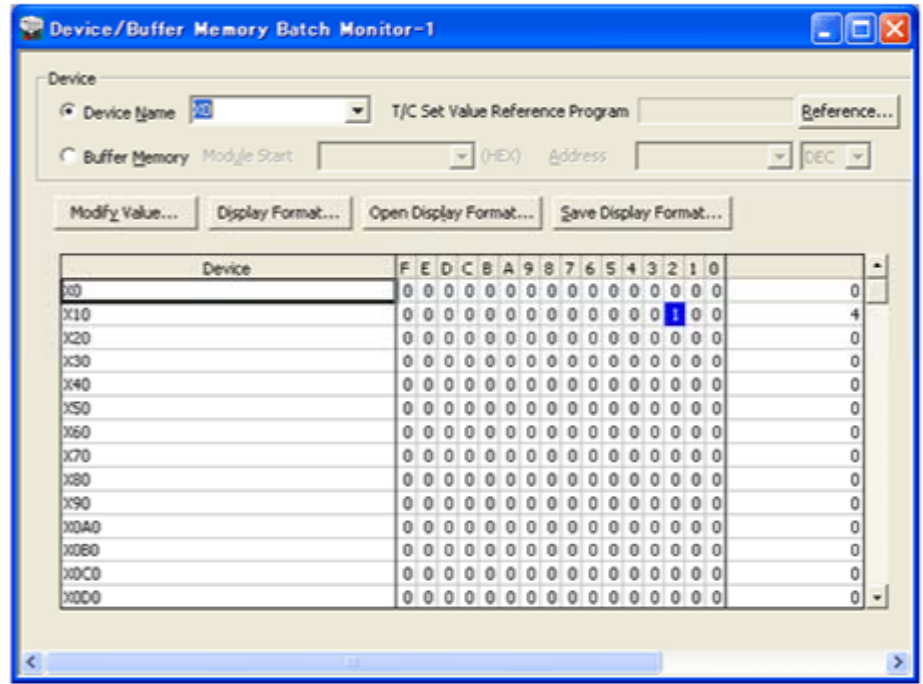 Device/Buffer Memory Batch Monitor-1
Device
Device Name X0 T/C Set Value Reference Program Reference...
Buffer Memory Module Start (HEX) Address DEC
Modify Value... Display Format... Open Display Format... Save Display Format...
Device F E D C B A 9 8 7 6 5 4 3 2 1 0
X0 0 0 0 0 0 0 0 0 0 0 0 0 0 0 0 0 0
X10 0 0 0 0 0 0 0 0 0 0 0 0 0 1 0 0 4
X20 0 0 0 0 0 0 0 0 0 0 0 0 0 0 0 0 0
X30 0 0 0 0 0 0 0 0 0 0 0 0 0 0 0 0 0
X40 0 0 0 0 0 0 0 0 0 0 0 0 0 0 0 0 0
X50 0 0 0 0 0 0 0 0 0 0 0 0 0 0 0 0 0
X60 0 0 0 0 0 0 0 0 0 0 0 0 0 0 0 0 0
X70 0 0 0 0 0 0 0 0 0 0 0 0 0 0 0 0 0
X80 0 0 0 0 0 0 0 0 0 0 0 0 0 0 0 0 0
X90 0 0 0 0 0 0 0 0 0 0 0 0 0 0 0 0 0
X0A0 0 0 0 0 0 0 0 0 0 0 0 0 0 0 0 0 0
X0B0 0 0 0 0 0 0 0 0 0 0 0 0 0 0 0 0 0
X0C0 0 0 0 0 0 0 0 0 0 0 0 0 0 0 0 0 0
X0D0 0 0 0 0 0 0 0 0 0 0 0 0 0 0 0 0 0